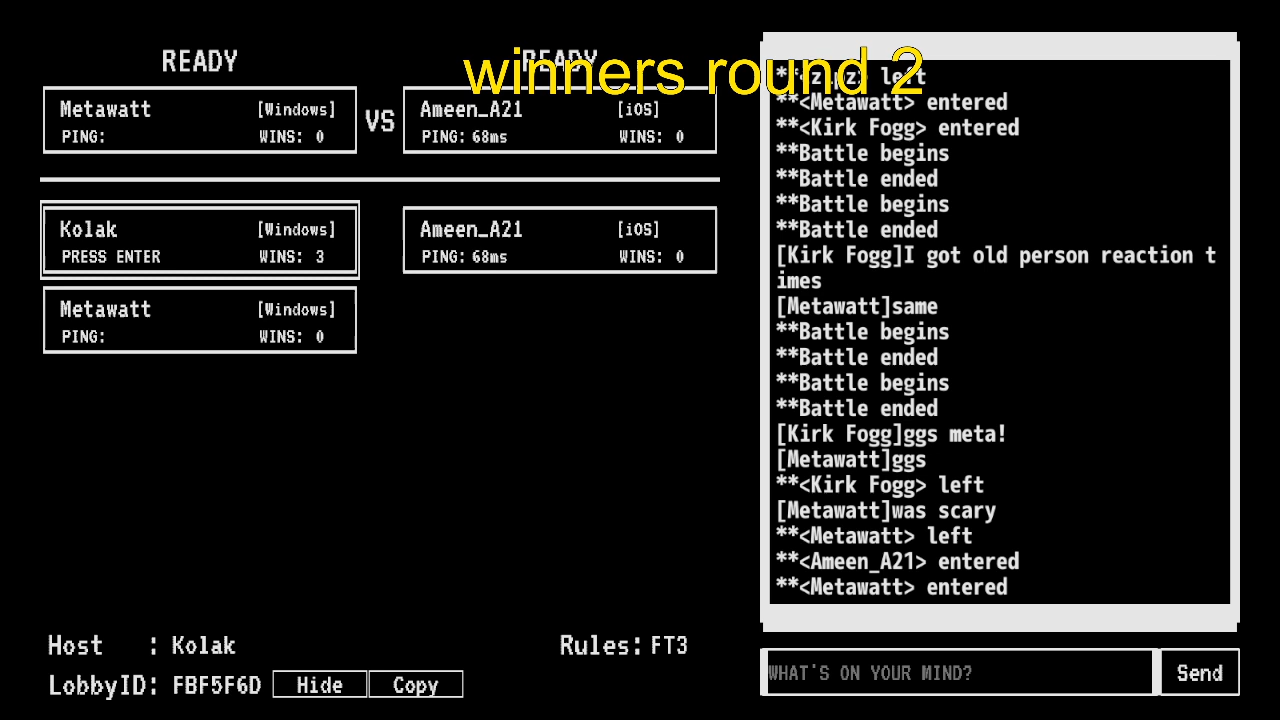 READY
READY
winners round 2
Metawatt [Windows]
PING: WINS: 0
VS
Ameen_A21 [iOS]
PING: 68ms WINS: 0
Kolak [Windows]
PRESS ENTER WINS: 3
Ameen_A21 [iOS]
PING: 68ms WINS: 0
Metawatt [Windows]
PING: WINS: 0
Host : Kolak
Rules: FT3
LobbyID: FBF5F6D Hide Copy
left
**<Metawatt> entered
**<Kirk Fogg> entered
**Battle begins
**Battle ended
**Battle begins
**Battle ended
[Kirk Fogg]I got old person reaction t
imes
[Metawatt]same
**Battle begins
**Battle ended
**Battle begins
**Battle ended
[Kirk Fogg]ggs meta!
[Metawatt]ggs
**<Kirk Fogg> left
[Metawatt]was scary
**<Metawatt> left
**<Ameen_A21> entered
**<Metawatt> entered
WHAT'S ON YOUR MIND?
Send